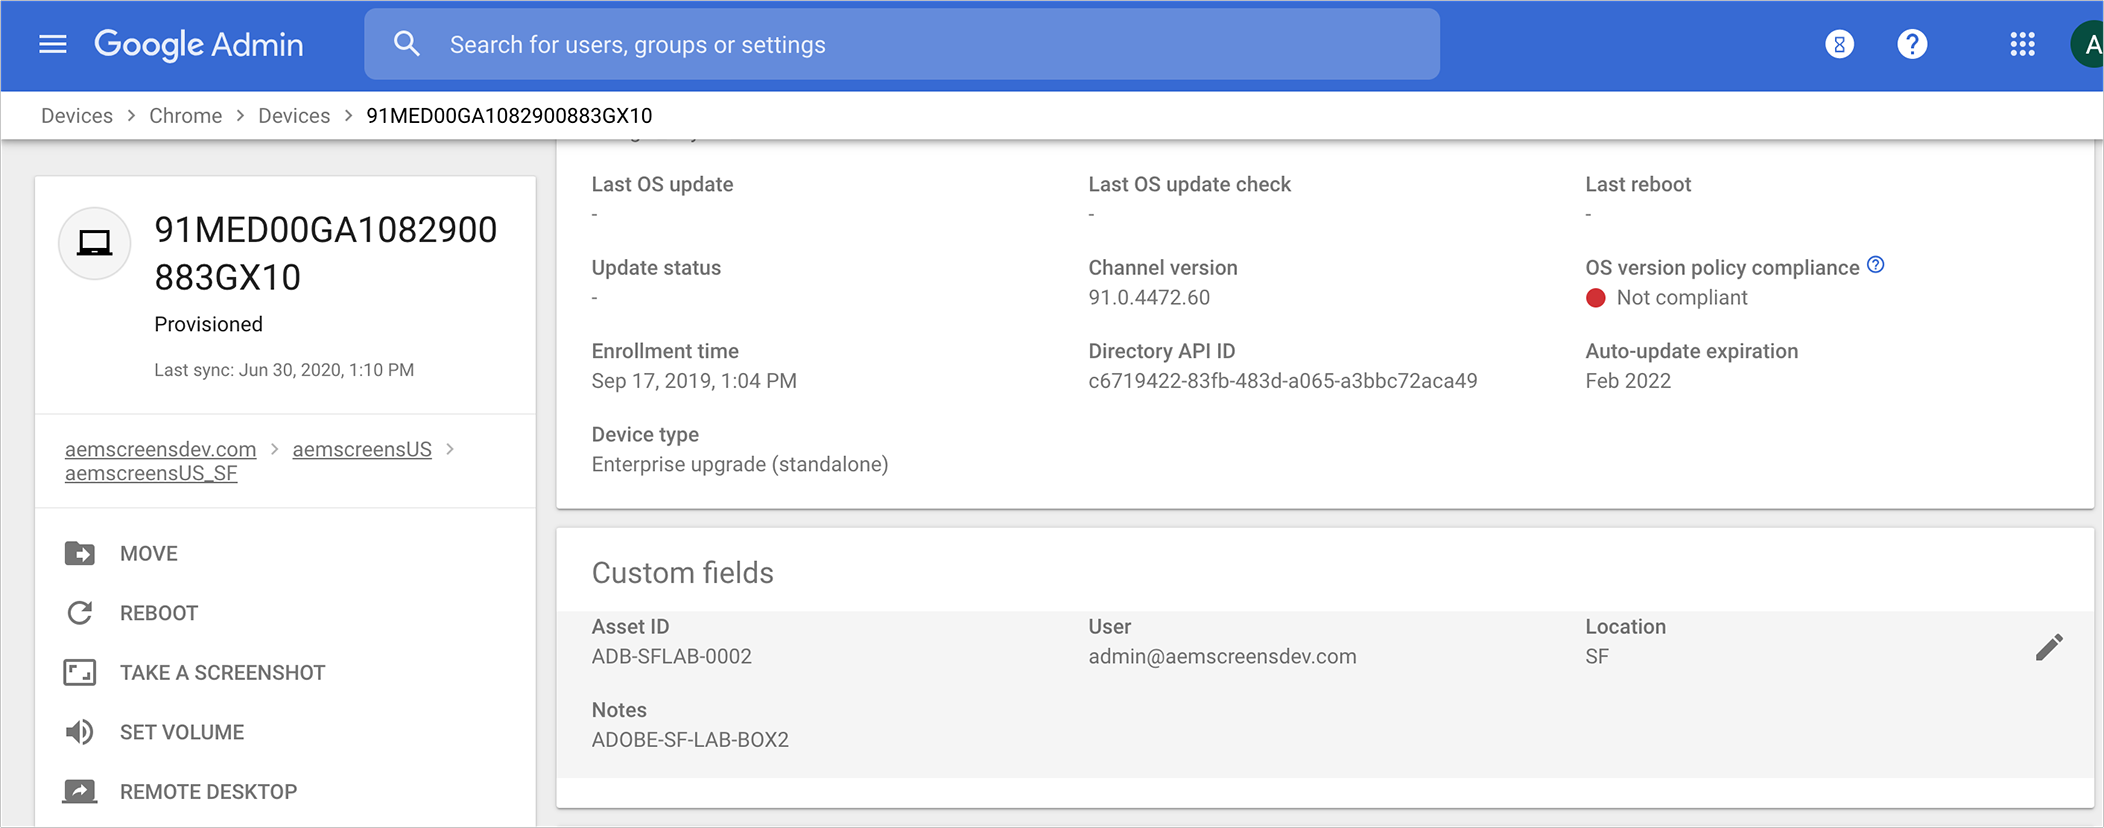 Google Admin
Search for users, groups or settings
A
Devices > Chrome > Devices > 91MED00GA1082900883GX10
91MED00GA1082900
883GX10
Provisioned
Last sync: Jun 30, 2020, 1:10 PM
aemscreensdev.com > aemscreensUS >
aemscreensUS_SF
MOVE
REBOOT
TAKE A SCREENSHOT
SET VOLUME
REMOTE DESKTOP
Last OS update
-
Last OS update check
-
Last reboot
-
Update status
-
Channel version
91.0.4472.60
OS version policy compliance
Not compliant
Enrollment time
Sep 17, 2019, 1:04 PM
Directory API ID
c6719422-83fb-483d-a065-a3bbc72aca49
Auto-update expiration
Feb 2022
Device type
Enterprise upgrade (standalone)
Custom fields
Asset ID
ADB-SFLAB-0002
User
admin@aemscreensdev.com
Location
SF
Notes
ADOBE-SF-LAB-BOX2